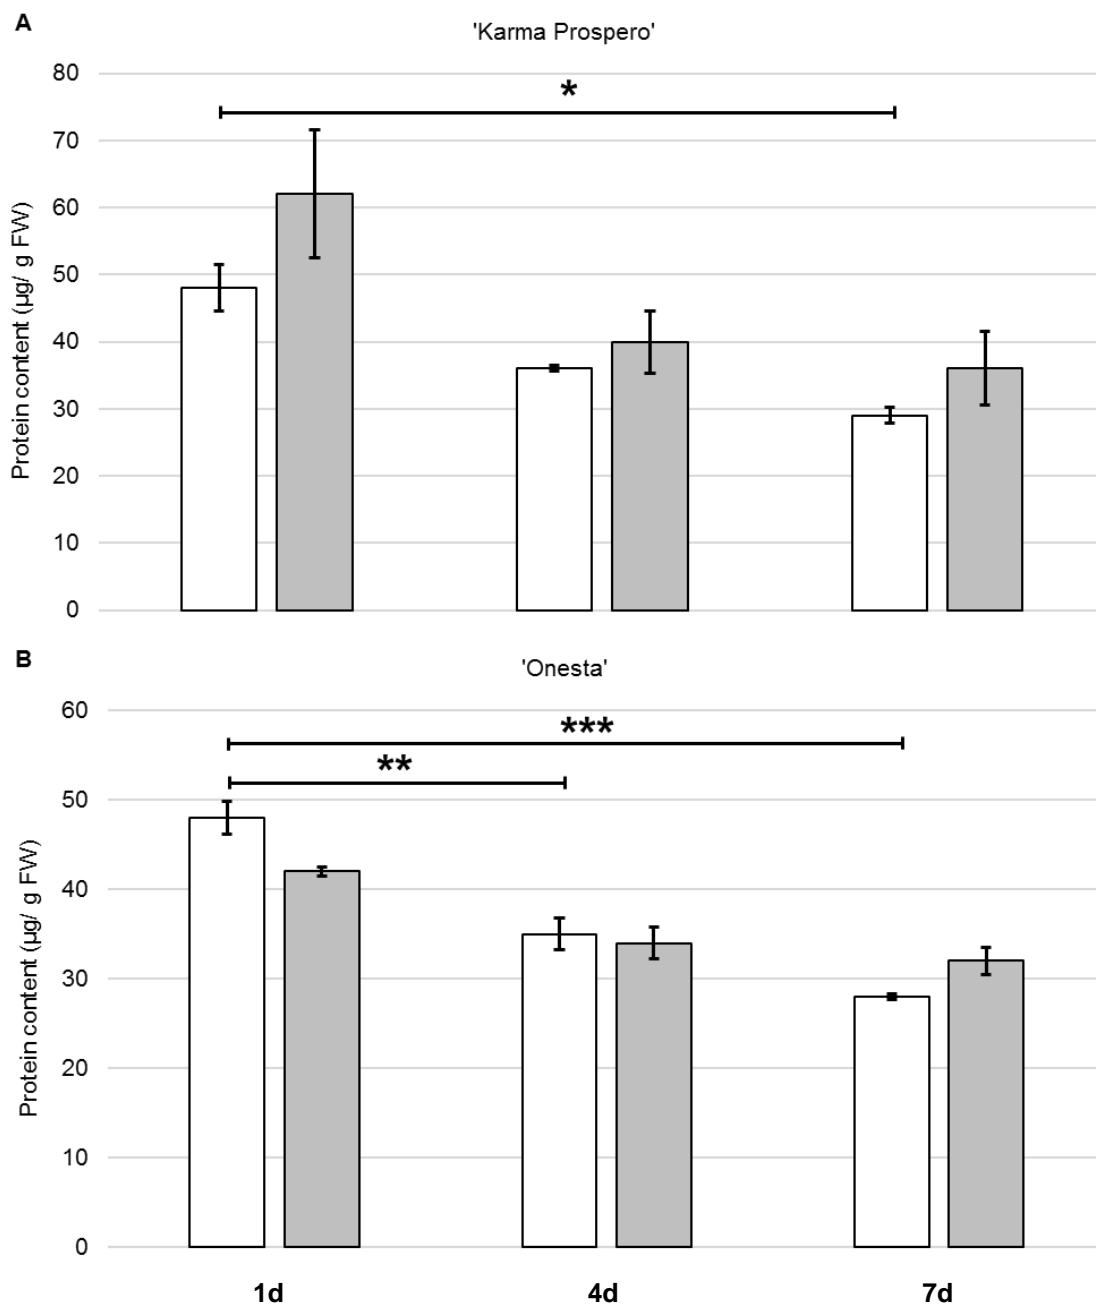 A
'Karma Prospero'
80
70
60
50
40
30
20
10
0
Protein content (µg/ g FW)
*
B
'Onesta'
60
50
40
30
20
10
0
Protein content (µg/ g FW)
***
**
1d 4d 7d